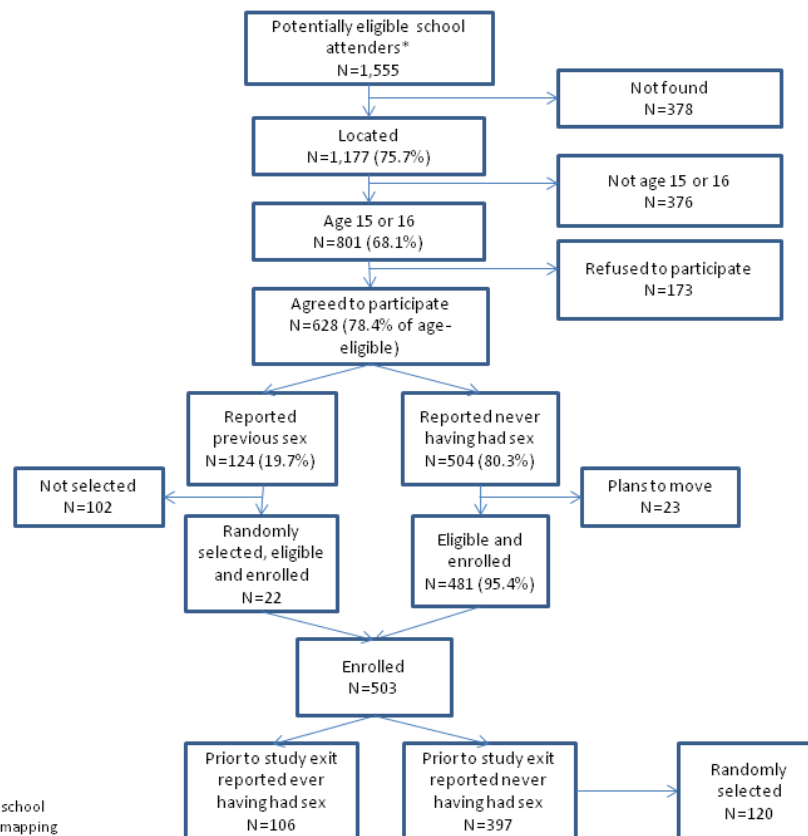 Potentially eligible school
attenders*
N=1,555
Not found
N=378
Located
N=1,177 (75.7%)
Not age 15 or 16
N=376
Age 15 or 16
N=801 (68.1%)
Refused to participate
N=173
Agreed to participate
N=628 (78.4% of age-
eligible)
Reported
previous sex
N=124 (19.7%)
Reported never
having had sex
N=504 (80.3%)
Not selected
N=102
Plans to move
N=23
Randomly
selected, eligible
and enrolled
N=22
Eligible and
enrolled
N=481 (95.4%)
Enrolled
N=503
Prior to study exit
reported ever
having had sex
N=106
Prior to study exit
reported never
having had sex
N=397
Randomly
selected
N=120
school
mapping